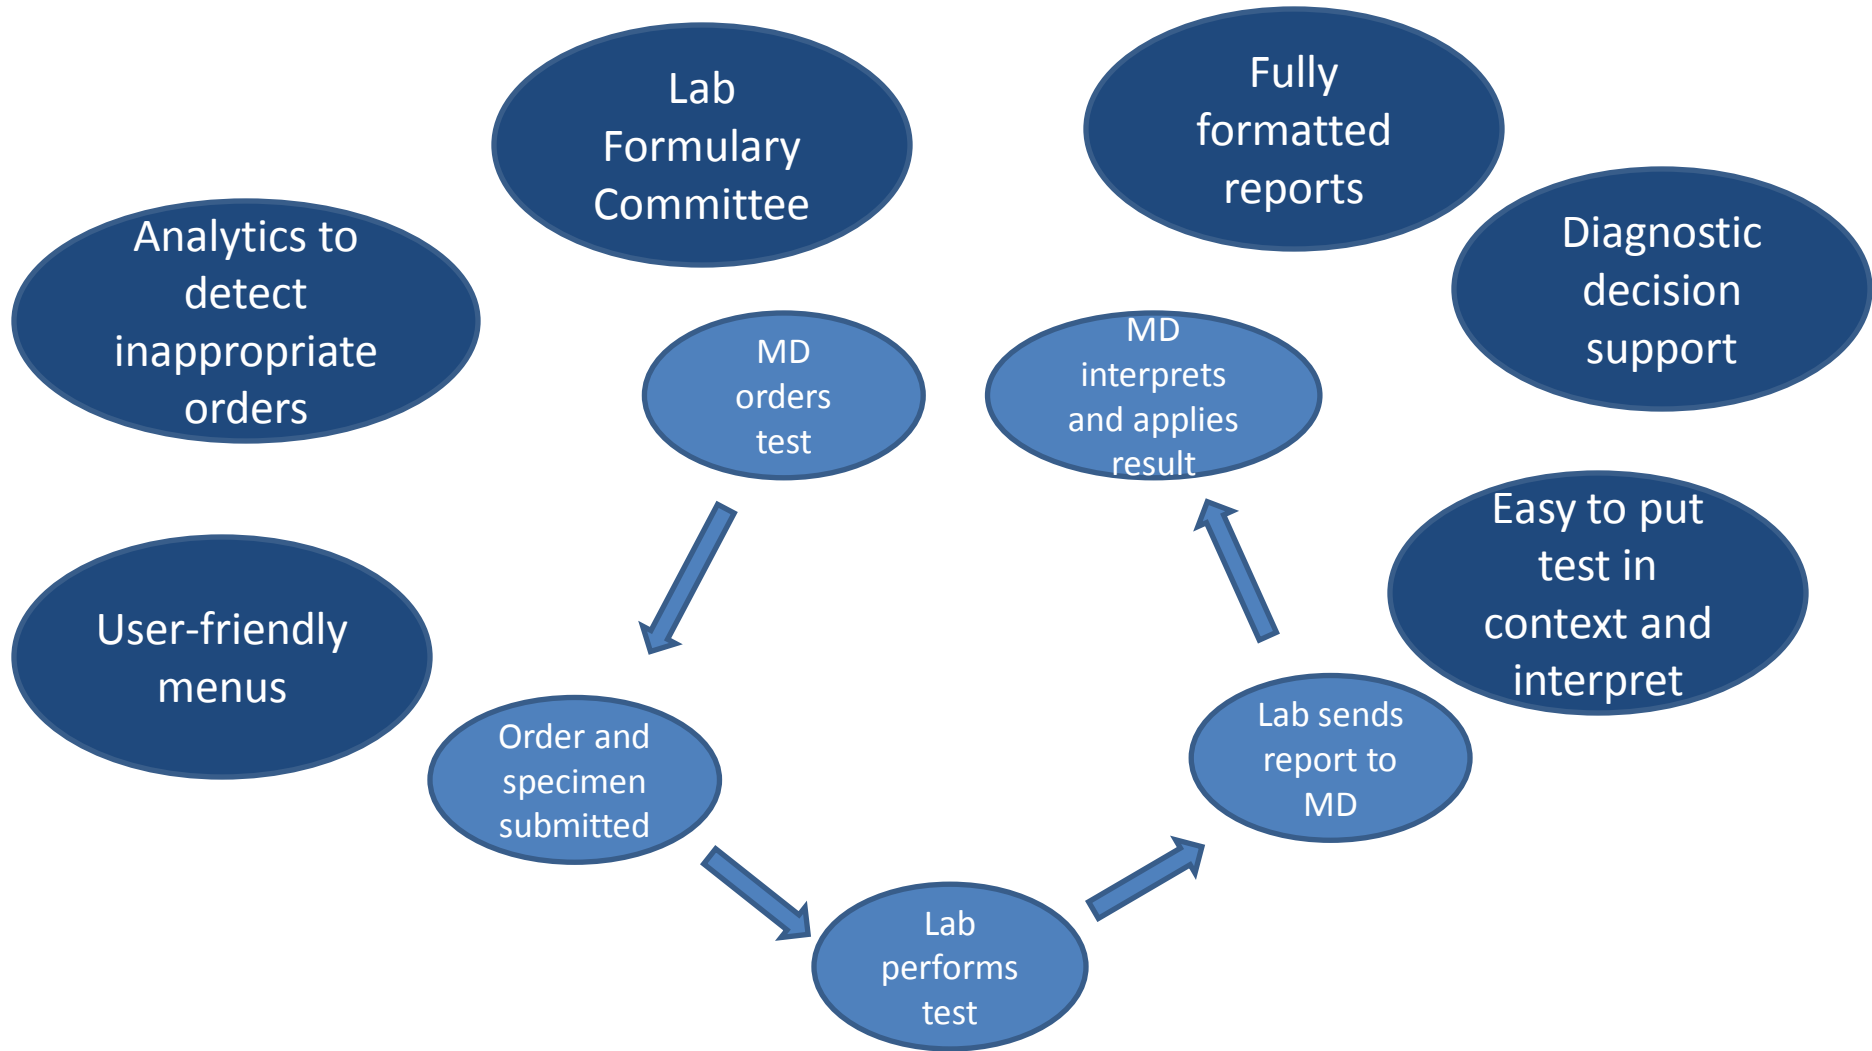 Lab
Formulary
Committee
Fully
formatted
reports
Analytics to
detect
inappropriate
orders
Diagnostic
decision
support
MD
orders
test
MD
interprets
and applies
result
User-friendly
menus
Easy to put
test in
context and
interpret
Order and
specimen
submitted
Lab sends
report to
MD
Lab
performs
test